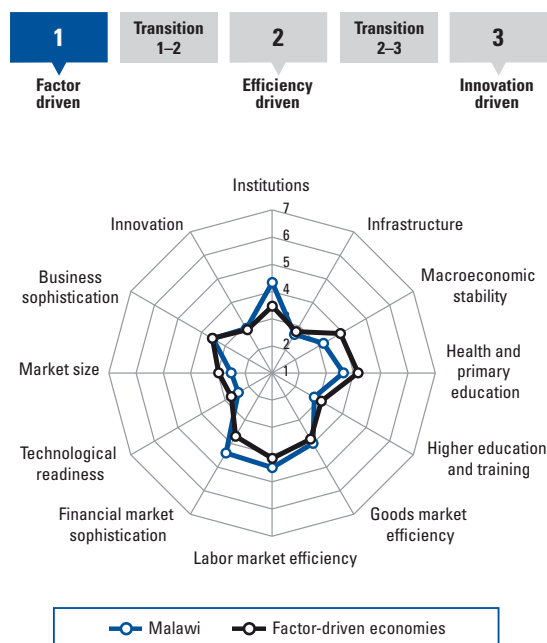 1
Transition
1–2
2
Transition
2–3
3
Factor
driven
Efficiency
driven
Innovation
driven
Institutions
Infrastructure
Macroeconomic
stability
Health and
primary
education
Higher education
and training
Goods market
efficiency
Labor market efficiency
Financial market
sophistication
Technological
readiness
Market size
Business
sophistication
Innovation
7
6
5
4
3
2
1
Malawi
Factor-driven economies